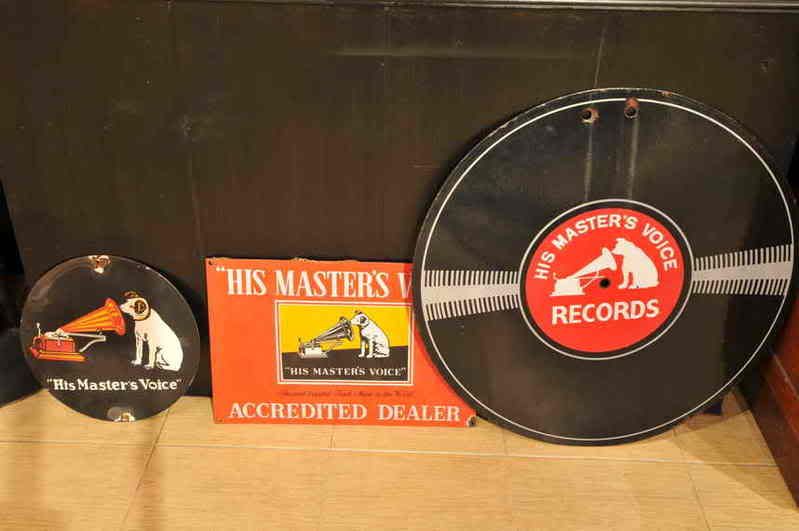 "His Master's Voice"
"HIS MASTER'S V
"HIS MASTER'S VOICE"
ACCREDITED DEALER
HIS MASTER'S VOICE
RECORDS